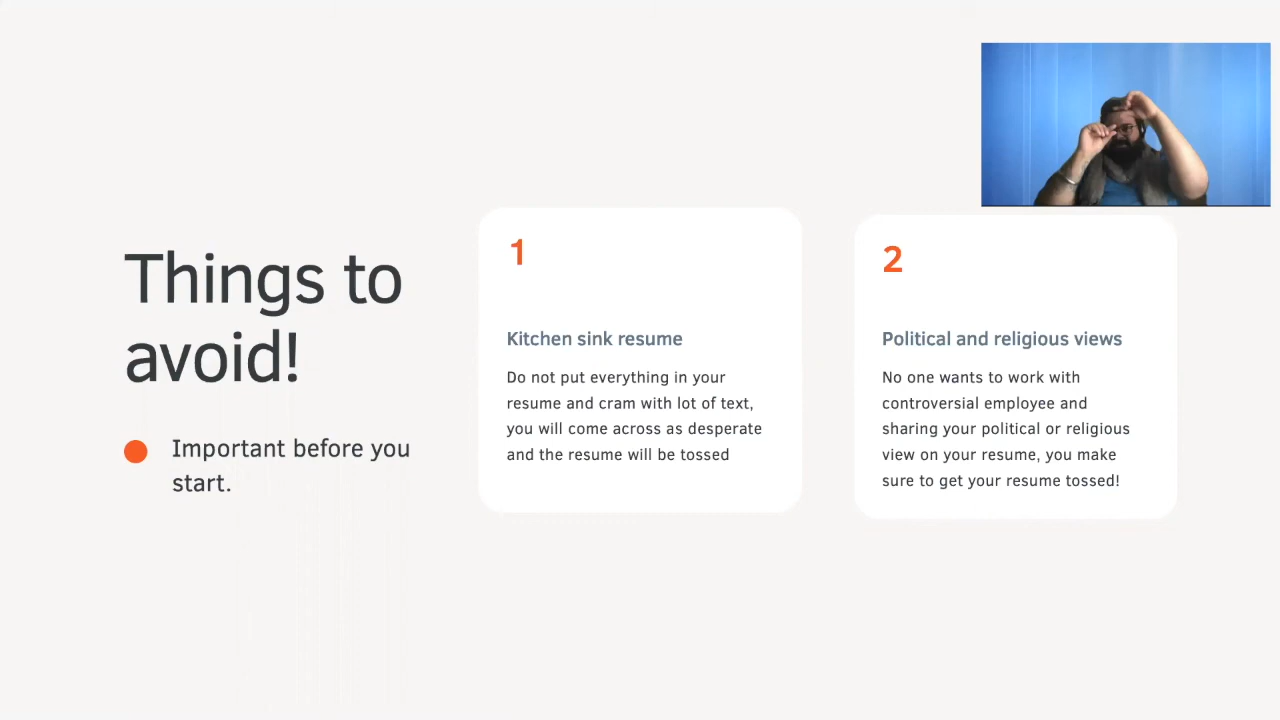 Things to
avoid!
Important before you
start.
1
Kitchen sink resume
Do not put everything in your
resume and cram with lot of text,
you will come across as desperate
and the resume will be tossed
2
Political and religious views
No one wants to work with
controversial employee and
sharing your political or religious
view on your resume, you make
sure to get your resume tossed!